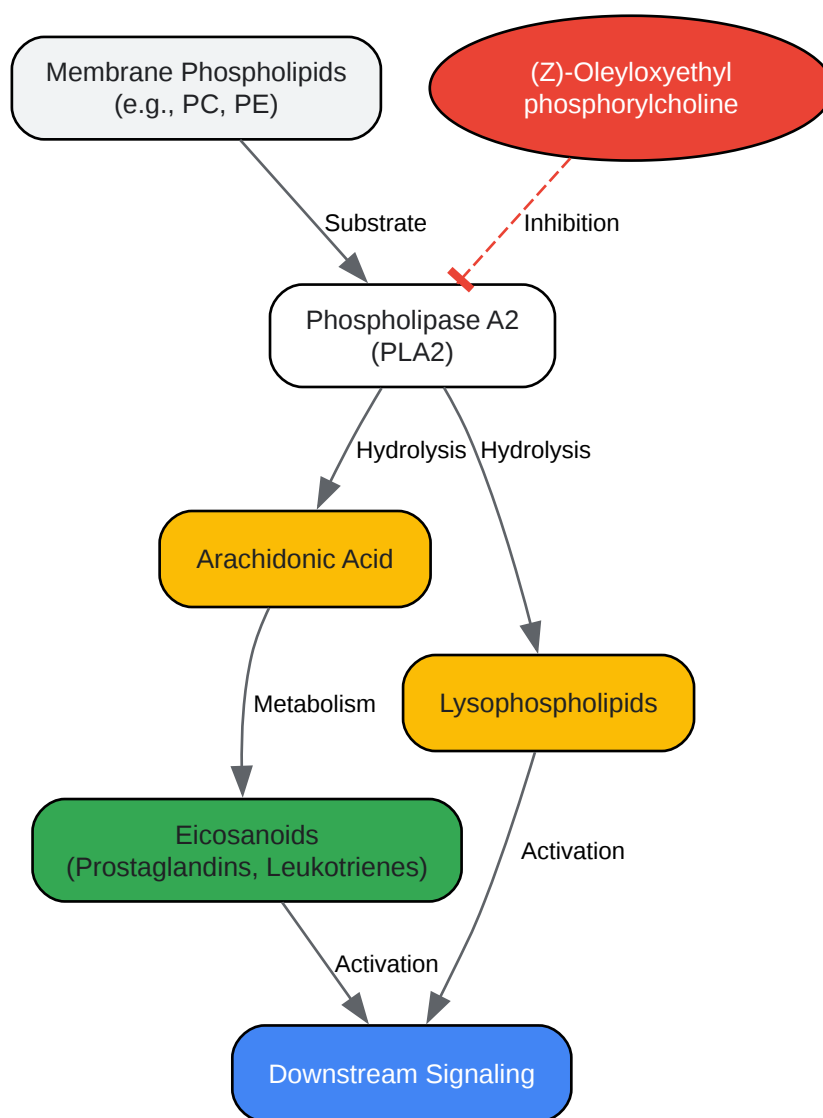 Membrane Phospholipids
(e.g., PC, PE)
(Z)-Oleyloxyethyl
phosphorylcholine
Substrate
Inhibition
Phospholipase A2
(PLA2)
Hydrolysis
Hydrolysis
Arachidonic Acid
Metabolism
Lysophospholipids
Eicosanoids
(Prostaglandins, Leukotrienes)
Activation
Activation
Downstream Signaling